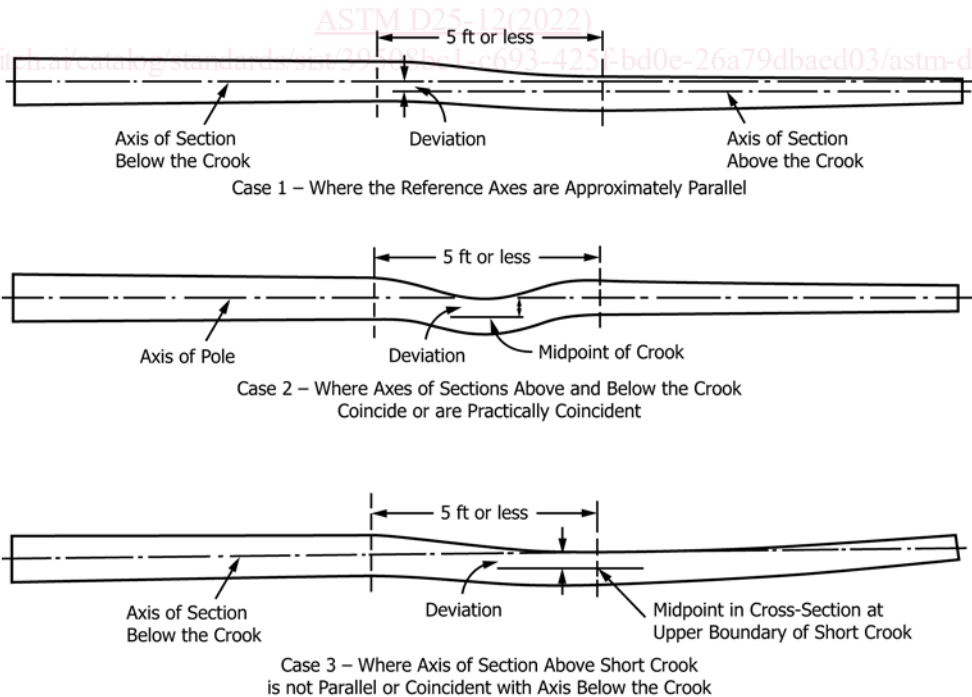 ASTM D25-12(2022)
5 ft or less
Axis of Section
Below the Crook
Deviation
Axis of Section
Above the Crook
Case 1 – Where the Reference Axes are Approximately Parallel
5 ft or less
Axis of Pole
Deviation
Midpoint of Crook
Case 2 – Where Axes of Sections Above and Below the Crook
Coincide or are Practically Coincident
5 ft or less
Axis of Section
Below the Crook
Deviation
Midpoint in Cross-Section at
Upper Boundary of Short Crook
Case 3 – Where Axis of Section Above Short Crook
is not Parallel or Coincident with Axis Below the Crook